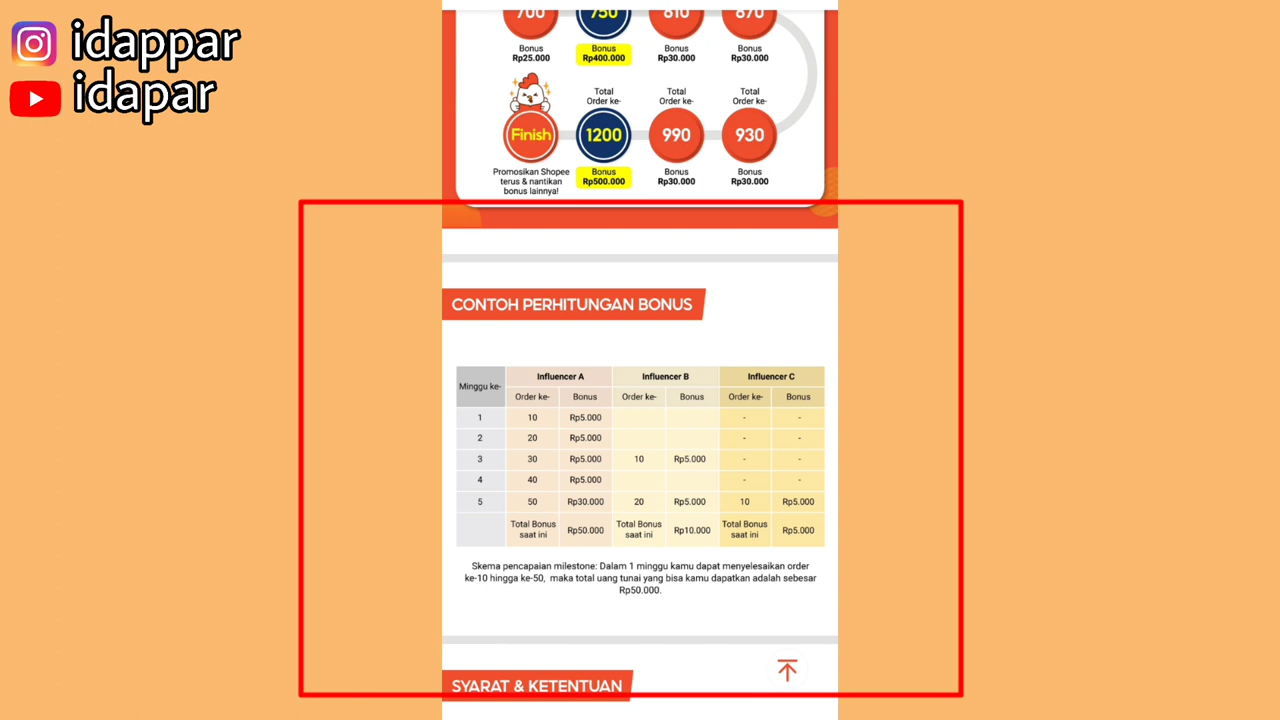 idappar
idapar
700 750 810 870
Bonus Bonus Bonus Bonus
Rp25.000 Rp400.000 Rp30.000 Rp30.000
Total Total Total
Order ke- Order ke- Order ke-
Finish 1200 990 930
Promosikan Shopee Bonus Bonus Bonus
terus & nantikan Rp500.000 Rp30.000 Rp30.000
bonus lainnya!
CONTOH PERHITUNGAN BONUS
Minggu ke- Influencer A Influencer B Influencer C
Order ke- Bonus Order ke- Bonus Order ke- Bonus
1 10 Rp5.000 - -
2 20 Rp5.000 - -
3 30 Rp5.000 10 Rp5.000 - -
4 40 Rp5.000 - -
5 50 Rp30.000 20 Rp5.000 10 Rp5.000
Total Bonus Rp50.000 Total Bonus Rp10.000 Total Bonus Rp5.000
saat ini saat ini saat ini
Skema pencapaian milestone: Dalam 1 minggu kamu dapat menyelesaikan order
ke-10 hingga ke-50, maka total uang tunai yang bisa kamu dapatkan adalah sebesar
Rp50.000.
SYARAT & KETENTUAN